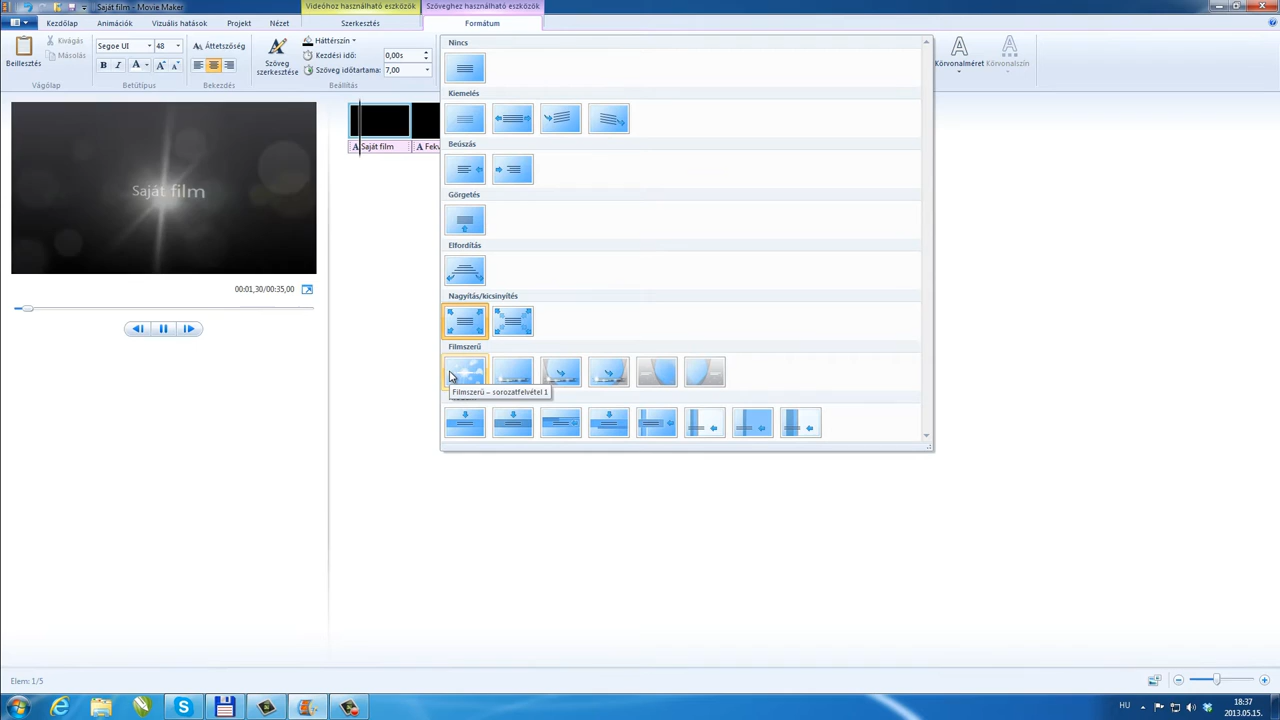 Saját film - Movie Maker
Videóhoz használható eszközök
Szöveghez használható eszközök
Kezdőlap
Animációk
Vizuális hatások
Projekt
Nézet
Szerkesztés
Formátum
Beillesztés
Kivágás
Másolás
Vágólap
Segoe UI
48
Betűtípus
Áttetszőség
Bekezdés
Szöveg
szerkesztése
Háttérszín
Kezdési idő:
0,00s
Szöveg időtartama:
7,00
Beállítás
Körvonalméret
Körvonalszín
Nincs
Kiemelés
Beúszás
Görgetés
Elfordítás
Nagyítás/kicsinyítés
Filmszerű
Filmszerű – sorozatfelvétel 1
Saját film
00:01,30/00:35,00
A Saját film
A Fekv
Elem: 1/5
HU
18:37
2013.05.15.